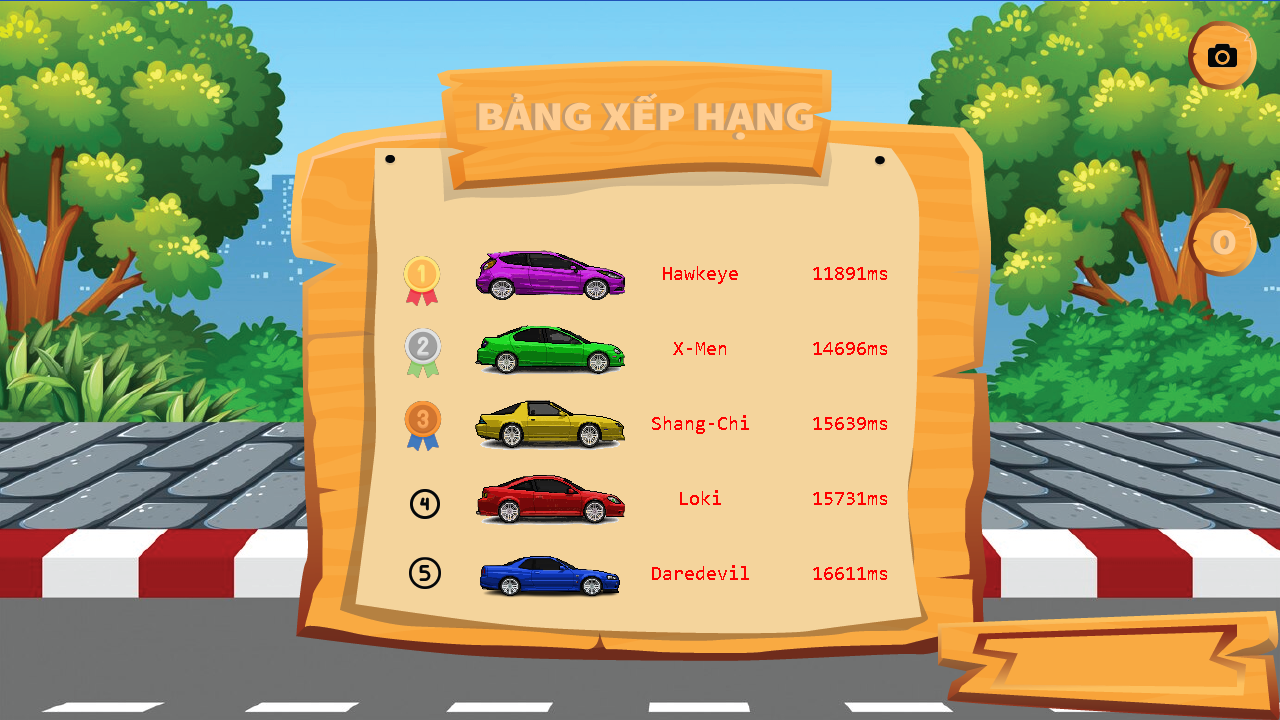 BẢNG XẾP HẠNG
1 Hawkeye 11891ms
2 X-Men 14696ms
3 Shang-Chi 15639ms
4 Loki 15731ms
5 Daredevil 16611ms
O